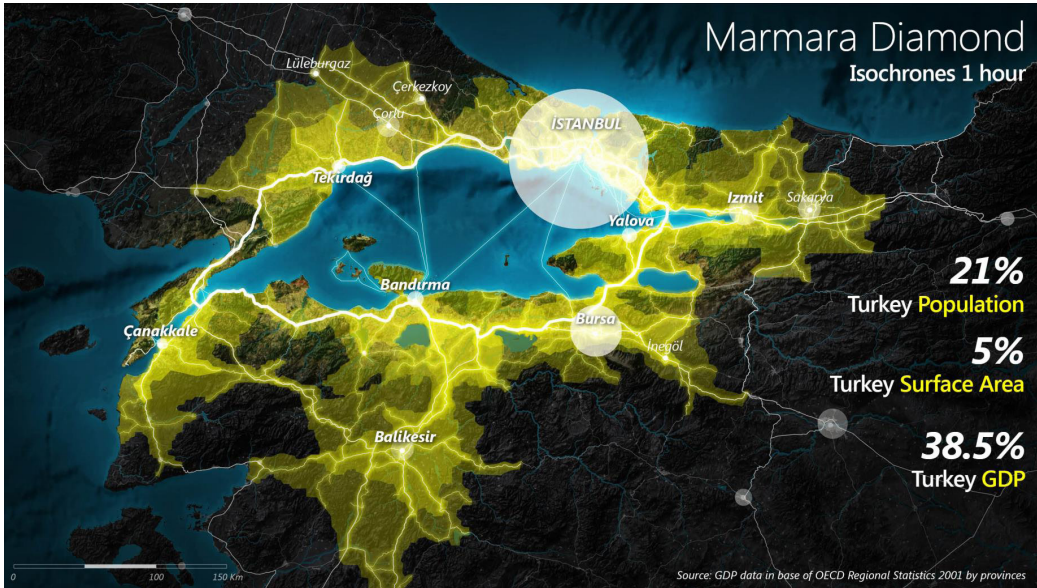 Marmara Diamond
Isochrones 1 hour
Lüleburgaz
Çerkezkoy
Çorlu
İSTANBUL
Tekirdağ
Izmit
Sakarya
Yalova
Bandırma
Bursa
Çanakkale
İnegöl
Balikesir
21%
Turkey Population
5%
Turkey Surface Area
38.5%
Turkey GDP
0 100 150 Km
Source: GDP data in base of OECD Regional Statistics 2001 by provinces